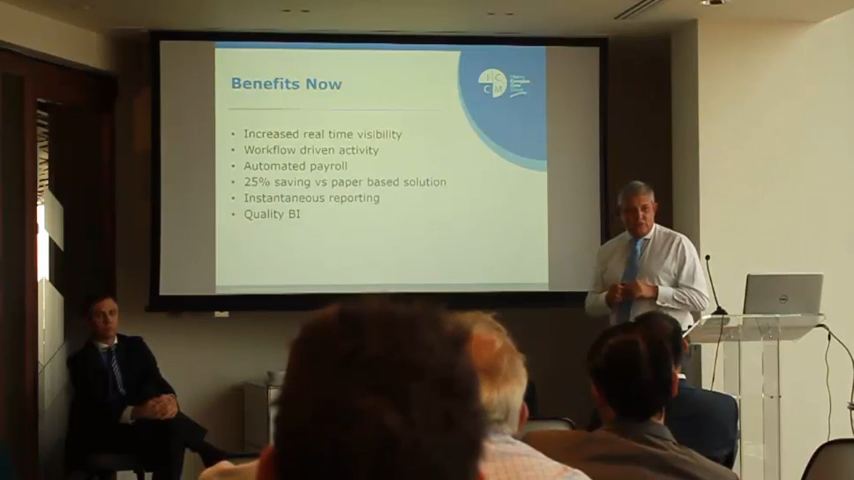 Benefits Now
I C
C M
• Increased real time visibility
• Workflow driven activity
• Automated payroll
• 25% saving vs paper based solution
• Instantaneous reporting
• Quality BI
DELL